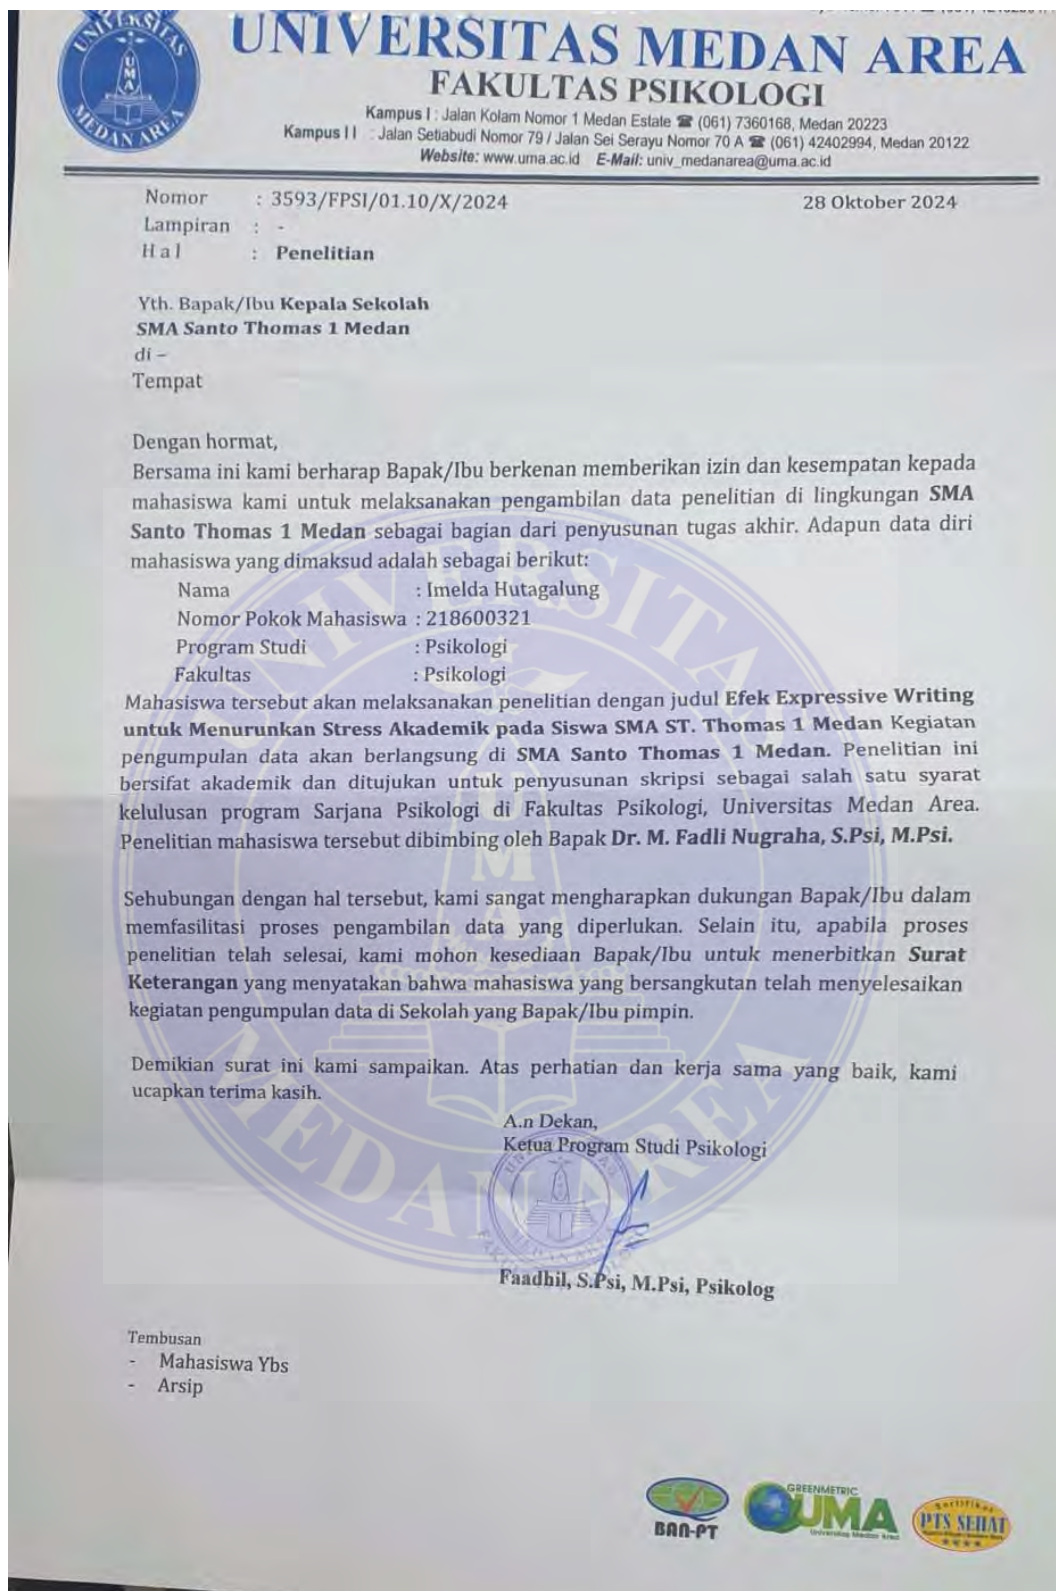 UNIVERSITAS MEDAN AREA
FAKULTAS PSIKOLOGI
Kampus I : Jalan Kolam Nomor 1 Medan Estate ☎ (061) 7360168, Medan 20223
Kampus II : Jalan Setiabudi Nomor 79 / Jalan Sei Serayu Nomor 70 A ☎ (061) 42402994, Medan 20122
Website: www.uma.ac.id E-Mail: univ_medanarea@uma.ac.id
UNIVERSITAS
UMA
MEDAN AREA
Nomor : 3593/FPSI/01.10/X/2024 28 Oktober 2024
Lampiran : -
Hal : Penelitian
Yth. Bapak/Ibu Kepala Sekolah
SMA Santo Thomas 1 Medan
di –
Tempat
Dengan hormat,
Bersama ini kami berharap Bapak/Ibu berkenan memberikan izin dan kesempatan kepada
mahasiswa kami untuk melaksanakan pengambilan data penelitian di lingkungan SMA
Santo Thomas 1 Medan sebagai bagian dari penyusunan tugas akhir. Adapun data diri
mahasiswa yang dimaksud adalah sebagai berikut:
Nama : Imelda Hutagalung
Nomor Pokok Mahasiswa : 218600321
Program Studi : Psikologi
Fakultas : Psikologi
Mahasiswa tersebut akan melaksanakan penelitian dengan judul Efek Expressive Writing
untuk Menurunkan Stress Akademik pada Siswa SMA ST. Thomas 1 Medan Kegiatan
pengumpulan data akan berlangsung di SMA Santo Thomas 1 Medan. Penelitian ini
bersifat akademik dan ditujukan untuk penyusunan skripsi sebagai salah satu syarat
kelulusan program Sarjana Psikologi di Fakultas Psikologi, Universitas Medan Area.
Penelitian mahasiswa tersebut dibimbing oleh Bapak Dr. M. Fadli Nugraha, S.Psi, M.Psi.
Sehubungan dengan hal tersebut, kami sangat mengharapkan dukungan Bapak/Ibu dalam
memfasilitasi proses pengambilan data yang diperlukan. Selain itu, apabila proses
penelitian telah selesai, kami mohon kesediaan Bapak/Ibu untuk menerbitkan Surat
Keterangan yang menyatakan bahwa mahasiswa yang bersangkutan telah menyelesaikan
kegiatan pengumpulan data di Sekolah yang Bapak/Ibu pimpin.
Demikian surat ini kami sampaikan. Atas perhatian dan kerja sama yang baik, kami
ucapkan terima kasih.
A.n Dekan,
Ketua Program Studi Psikologi
Faadhil, S.Psi, M.Psi, Psikolog
Tembusan
- Mahasiswa Ybs
- Arsip
UNIVERSITAS
UMA
MEDAN AREA
BAN-PT
GREENMETRIC
UMA
Universitas Medan Area
Sertifikat
PTS SEHAT